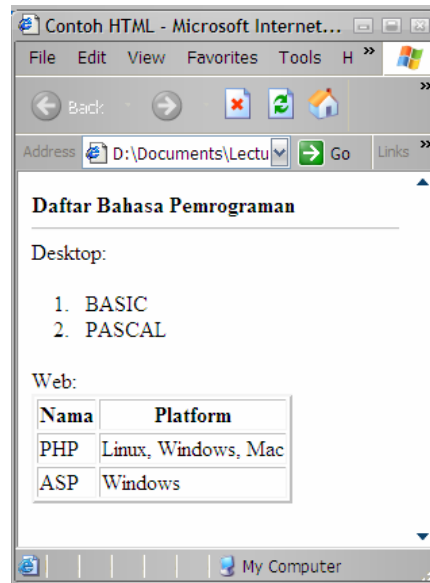 Contoh HTML - Microsoft Internet...
File Edit View Favorites Tools H »
Back
»
Address D:\Documents\Lectu Go Links »
Daftar Bahasa Pemrograman
Desktop:
1. BASIC
2. PASCAL
Web:
Nama Platform
PHP Linux, Windows, Mac
ASP Windows
My Computer